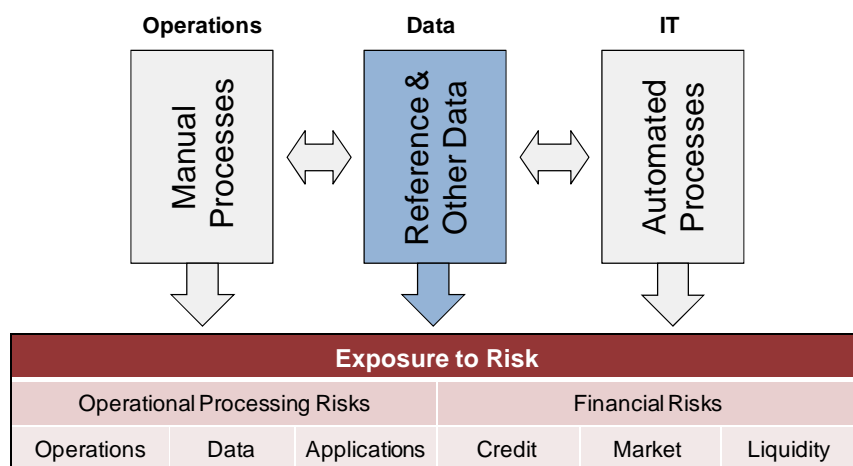 Operations Data IT
Manual
Processes
Reference &
Other Data
Automated
Processes
Exposure to Risk
Operational Processing Risks Financial Risks
Operations Data Applications Credit Market Liquidity